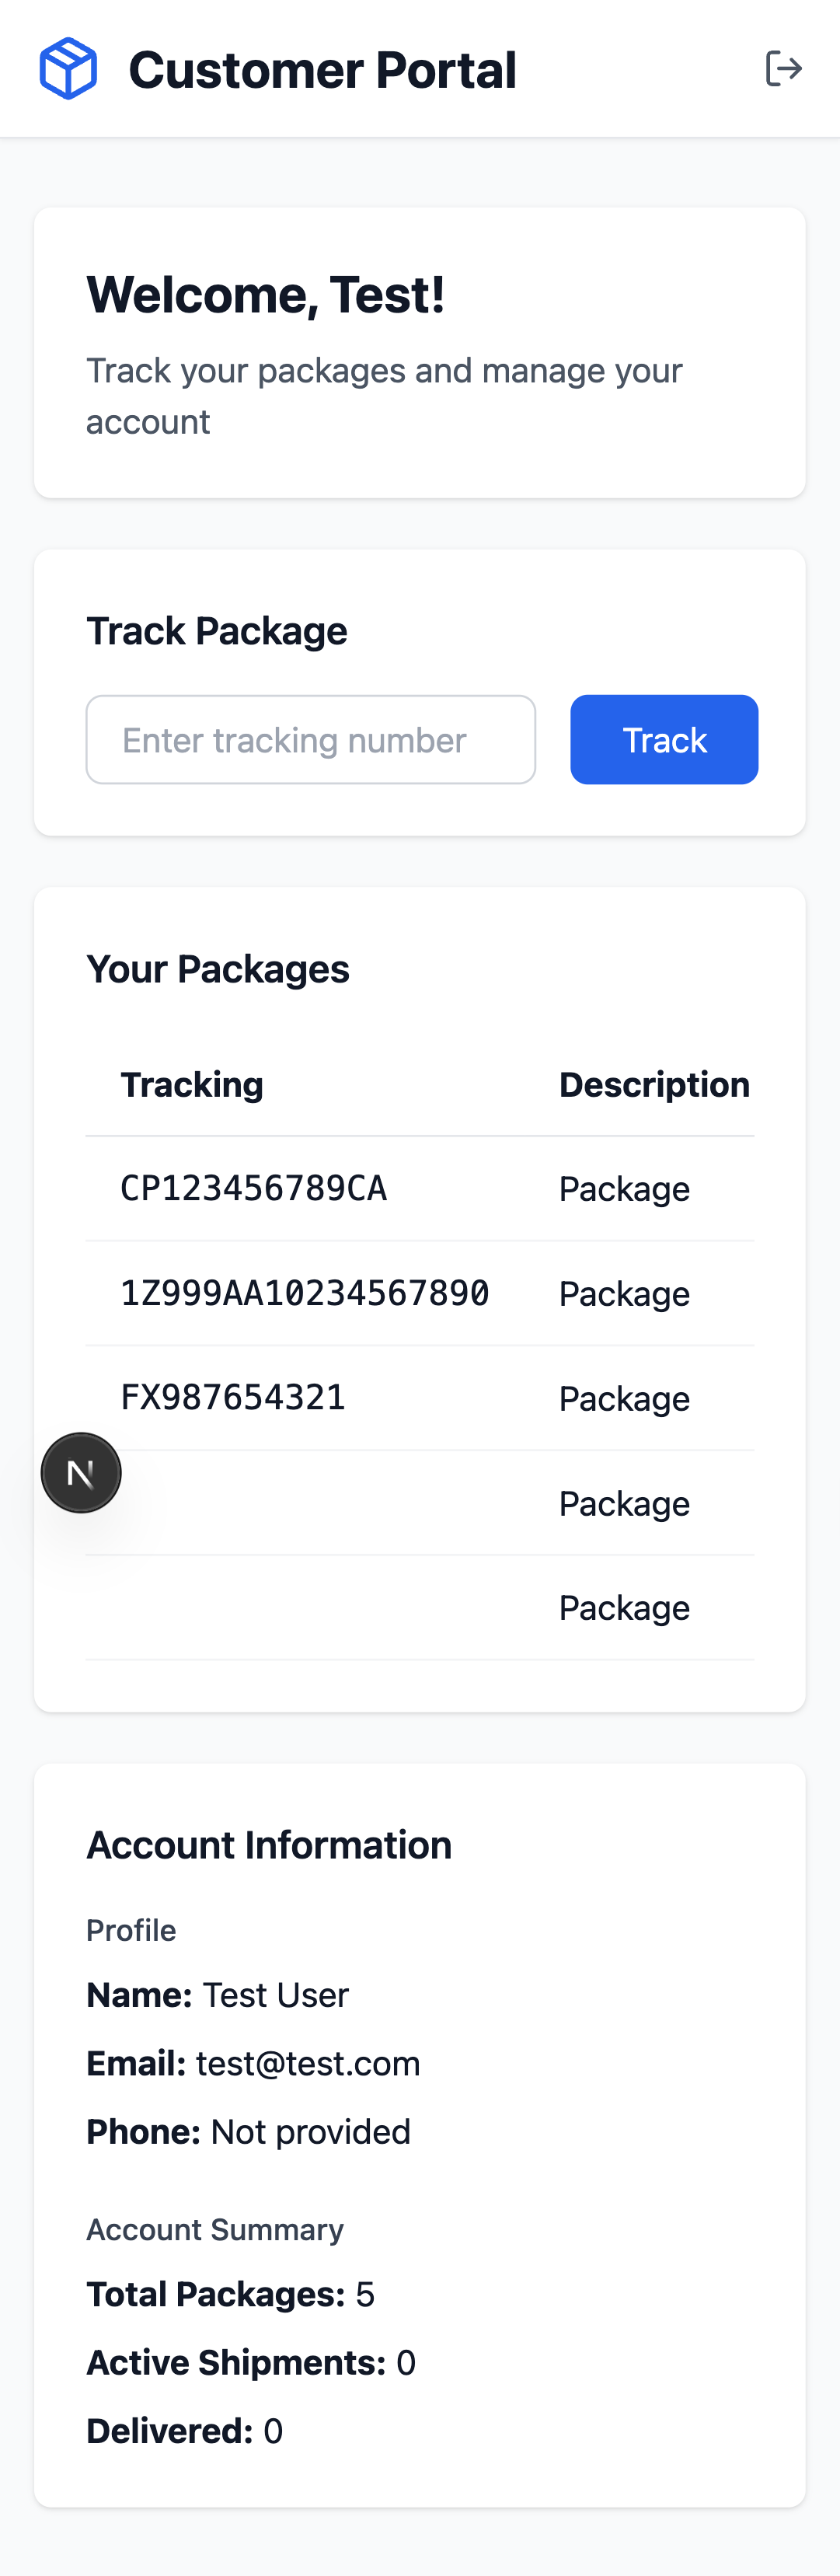 Customer Portal
Welcome, Test!
Track your packages and manage your
account
Track Package
Enter tracking number Track
Your Packages
Tracking Description
CP123456789CA Package
1Z999AA10234567890 Package
FX987654321 Package
N
Package
Package
Account Information
Profile
Name: Test User
Email: test@test.com
Phone: Not provided
Account Summary
Total Packages: 5
Active Shipments: 0
Delivered: 0